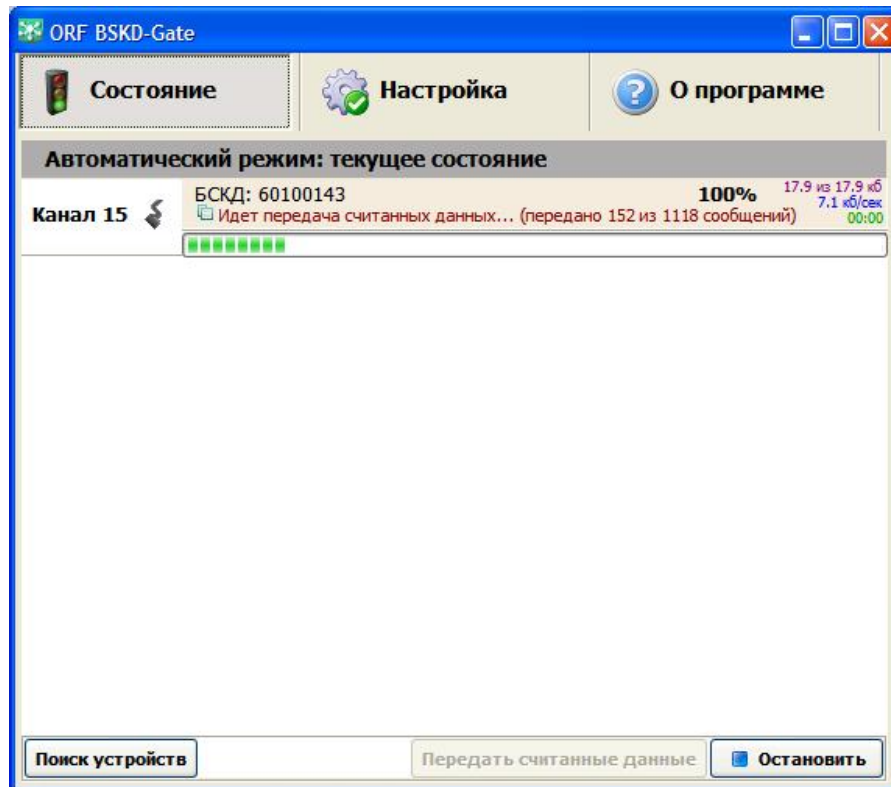 ORF BSKD-Gate
Состояние
Настройка
О программе
Автоматический режим: текущее состояние
Канал 15
БСКД: 60100143
100%
17.9 из 17.9 кб
Идет передача считанных данных... (передано 152 из 1118 сообщений)
7.1 кб/сек
00:00
Поиск устройств
Передать считанные данные
Остановить